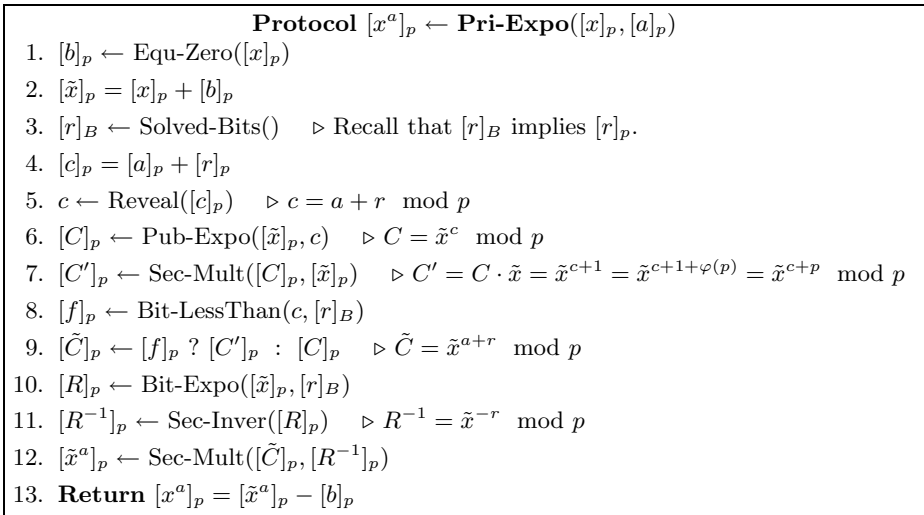 Protocol [x^a]_p ← Pri-Expo([x]_p, [a]_p)
1. [b]_p ← Equ-Zero([x]_p)
2. [x̃]_p = [x]_p + [b]_p
3. [r]_B ← Solved-Bits() ▷ Recall that [r]_B implies [r]_p.
4. [c]_p = [a]_p + [r]_p
5. c ← Reveal([c]_p) ▷ c = a + r mod p
6. [C]_p ← Pub-Expo([x̃]_p, c) ▷ C = x̃^c mod p
7. [C′]_p ← Sec-Mult([C]_p, [x̃]_p) ▷ C′ = C · x̃ = x̃^{c+1} = x̃^{c+1+φ(p)} = x̃^{c+p} mod p
8. [f]_p ← Bit-LessThan(c, [r]_B)
9. [C̃]_p ← [f]_p ? [C′]_p : [C]_p ▷ C̃ = x̃^{a+r} mod p
10. [R]_p ← Bit-Expo([x̃]_p, [r]_B)
11. [R^{-1}]_p ← Sec-Inver([R]_p) ▷ R^{-1} = x̃^{-r} mod p
12. [x̃^a]_p ← Sec-Mult([C̃]_p, [R^{-1}]_p)
13. Return [x^a]_p = [x̃^a]_p − [b]_p